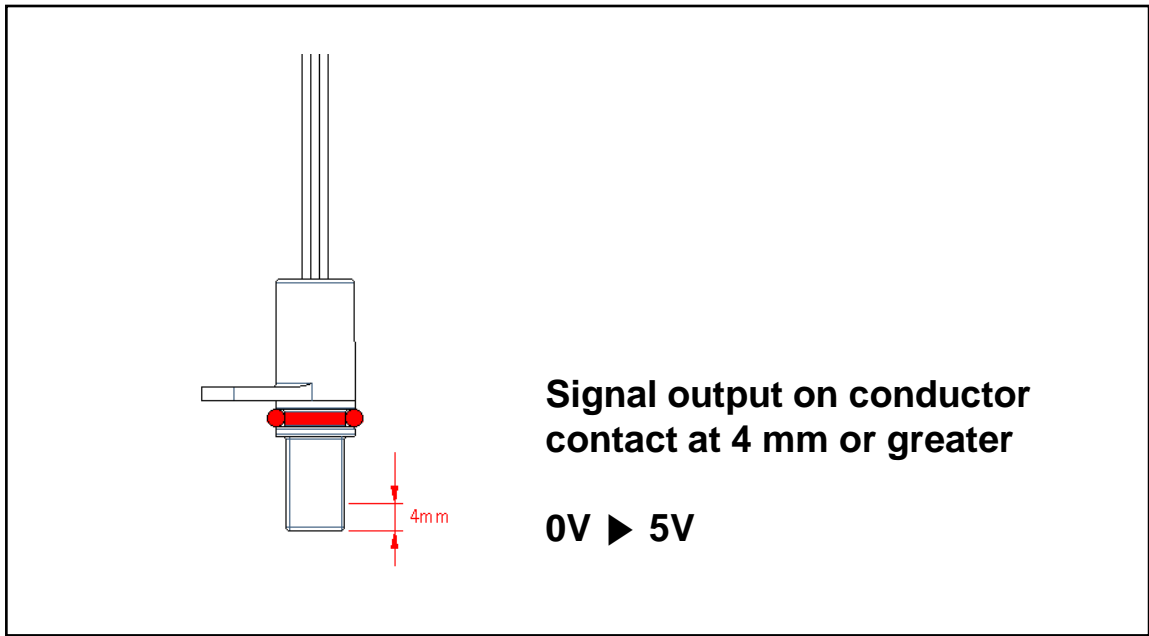 Signal output on conductor
contact at 4 mm or greater
4mm
0V ▶ 5V